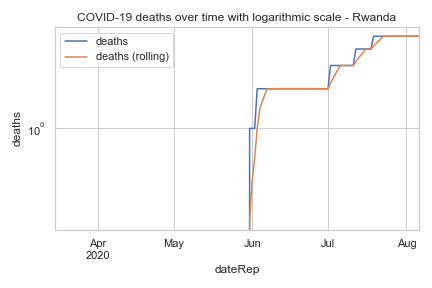 COVID-19 deaths over time with logarithmic scale - Rwanda
deaths
deaths (rolling)
deaths
10⁰
Apr
2020
May
Jun
Jul
Aug
dateRep